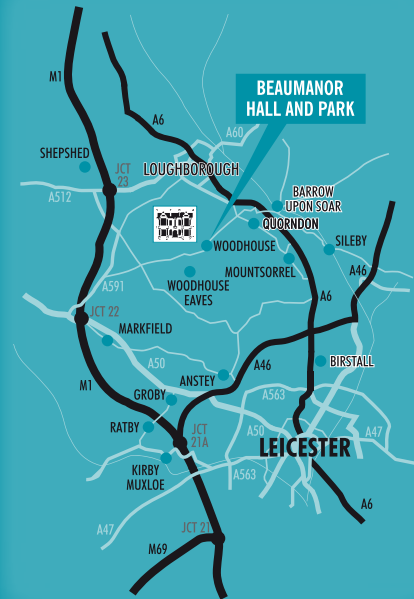 M1
BEAUMANOR
HALL AND PARK
A6
A60
SHEPSHED
JCT
23
LOUGHBOROUGH
A512
BARROW
UPON SOAR
QUORNDON
WOODHOUSE
SILEBY
MOUNTSORREL
A46
WOODHOUSE
EAVES
A591
A6
JCT 22
MARKFIELD
A50
A46
BIRSTALL
ANSTEY
M1
GROBY
A563
RATBY
JCT
21A
A50
A47
LEICESTER
KIRBY
MUXLOE
A563
A6
A47
JCT 21
M69